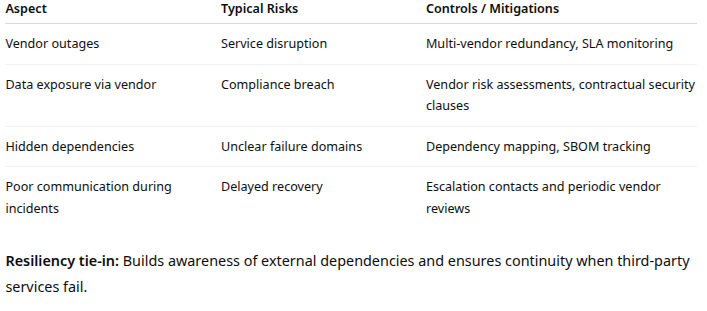 Aspect Typical Risks Controls / Mitigations
Vendor outages Service disruption Multi-vendor redundancy, SLA monitoring
Data exposure via vendor Compliance breach Vendor risk assessments, contractual security
clauses
Hidden dependencies Unclear failure domains Dependency mapping, SBOM tracking
Poor communication during Delayed recovery Escalation contacts and periodic vendor
incidents reviews
Resiliency tie-in: Builds awareness of external dependencies and ensures continuity when third-party
services fail.